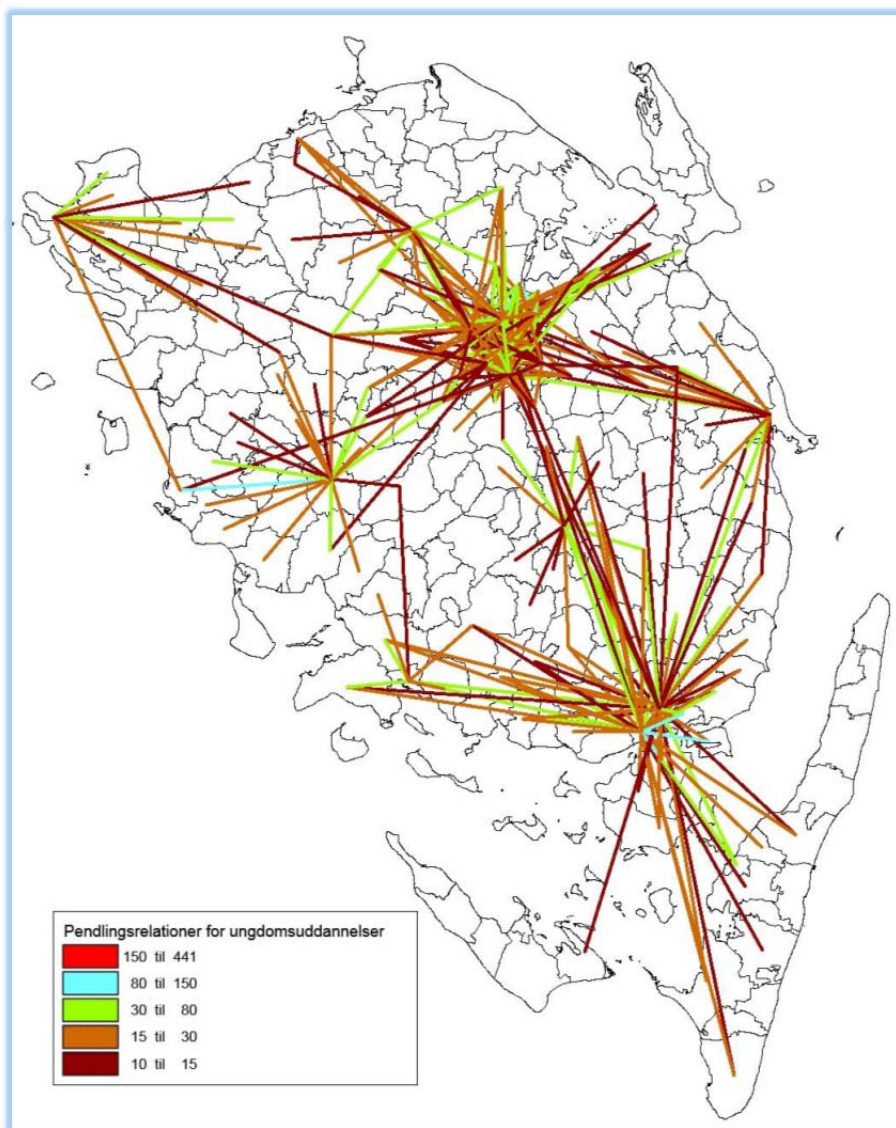 Pendlingsrelationer for ungdomsuddannelser
150 til 441
80 til 150
30 til 80
15 til 30
10 til 15